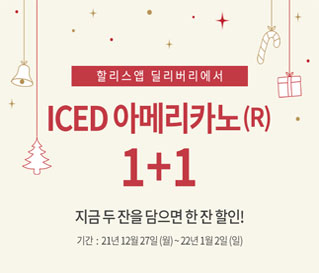 할리스앱 딜리버리에서
ICED 아메리카노(R)
1+1
지금 두 잔을 담으면 한 잔 할인!
기간 : 21년 12월 27일 (월) ~ 22년 1월 2일 (일)